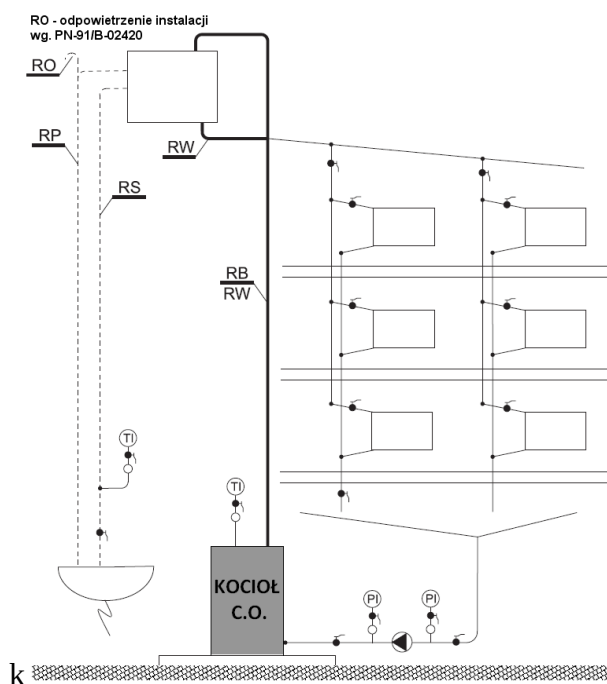 RO - odpowietrzenie instalacji
wg. PN-91/B-02420
RO
RP
RW
RS
RB
RW
TI
TI
KOCIOŁ
C.O.
PI
PI
k